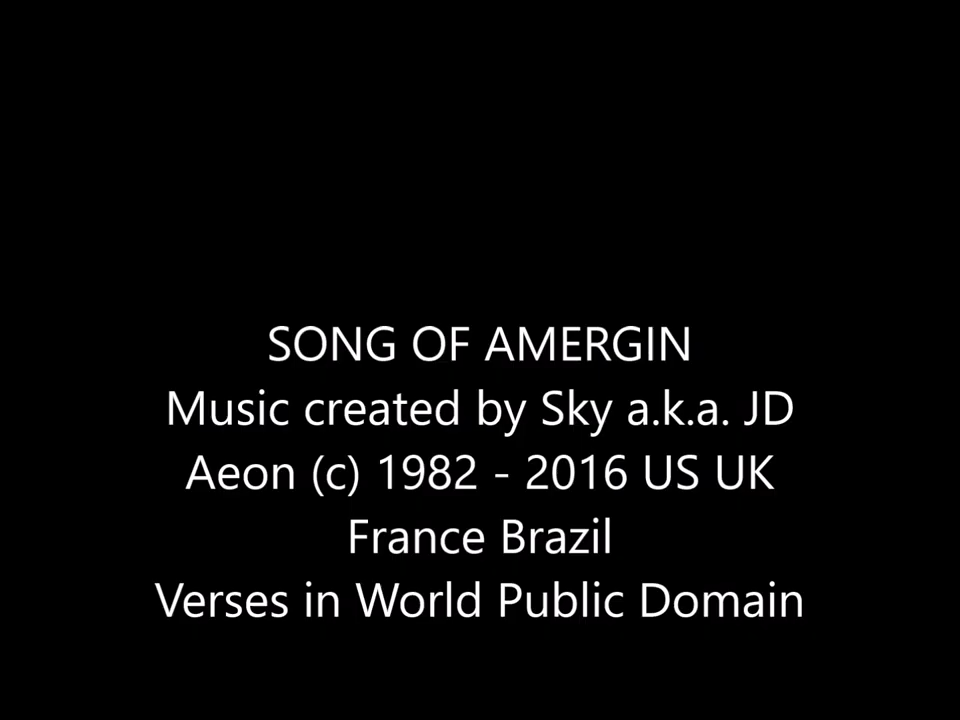 SONG OF AMERGIN
Music created by Sky a.k.a. JD
Aeon (c) 1982 - 2016 US UK
France Brazil
Verses in World Public Domain